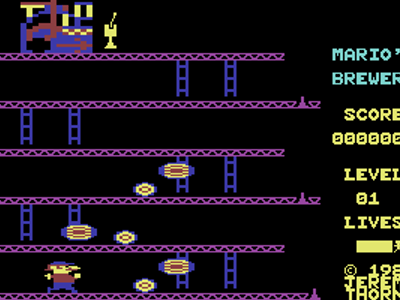 MARIO'
BREWER
SCORE
000000
LEVEL
01
LIVES
© 198
JEREM
THORN